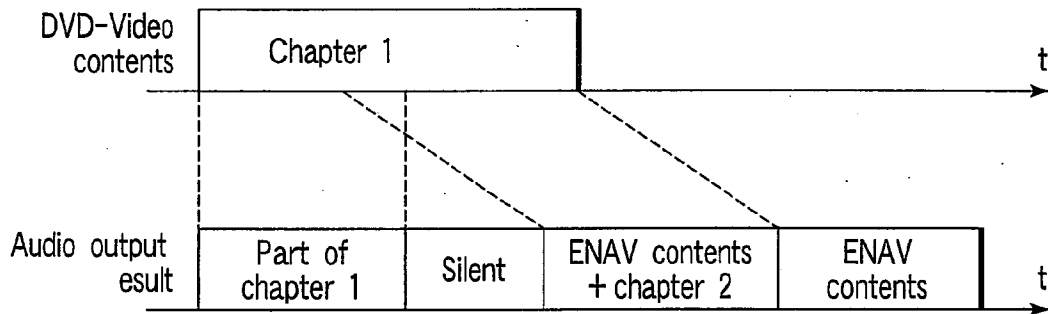 DVD-Video
contents
Chapter 1
t
Audio output
esult
Part of
chapter 1
Silent
ENAV contents
+ chapter 2
ENAV
contents
t